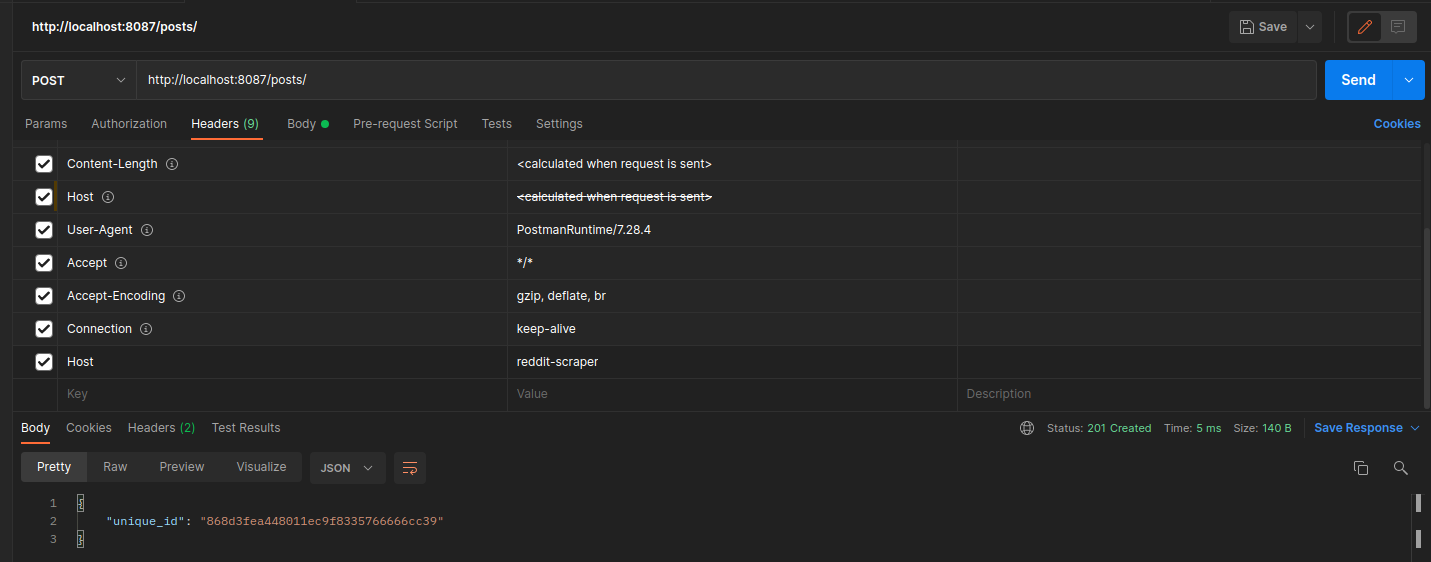 http://localhost:8087/posts/ Save
POST http://localhost:8087/posts/ Send
Params Authorization Headers (9) Body Pre-request Script Tests Settings Cookies
Content-Length <calculated when request is sent>
Host <calculated when request is sent>
User-Agent PostmanRuntime/7.28.4
Accept */*
Accept-Encoding gzip, deflate, br
Connection keep-alive
Host reddit-scraper
Key Value Description
Body Cookies Headers (2) Test Results Status: 201 Created Time: 5 ms Size: 140 B Save Response
Pretty Raw Preview Visualize JSON
1 {
2 "unique_id": "868d3fea448011ec9f8335766666cc39"
3 }